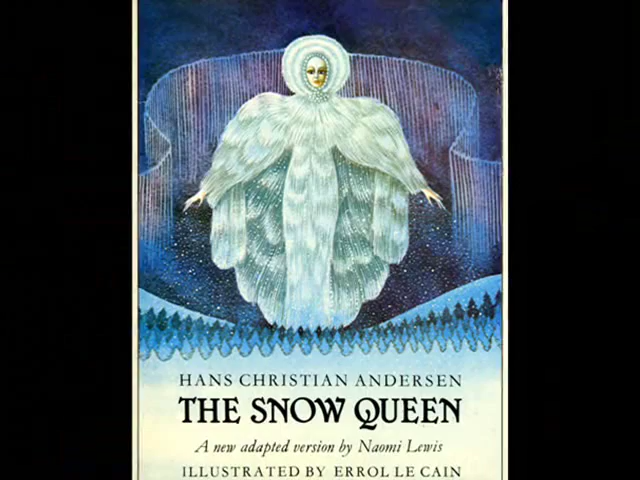 HANS CHRISTIAN ANDERSEN
THE SNOW QUEEN
A new adapted version by Naomi Lewis
ILLUSTRATED BY ERROL LE CAIN